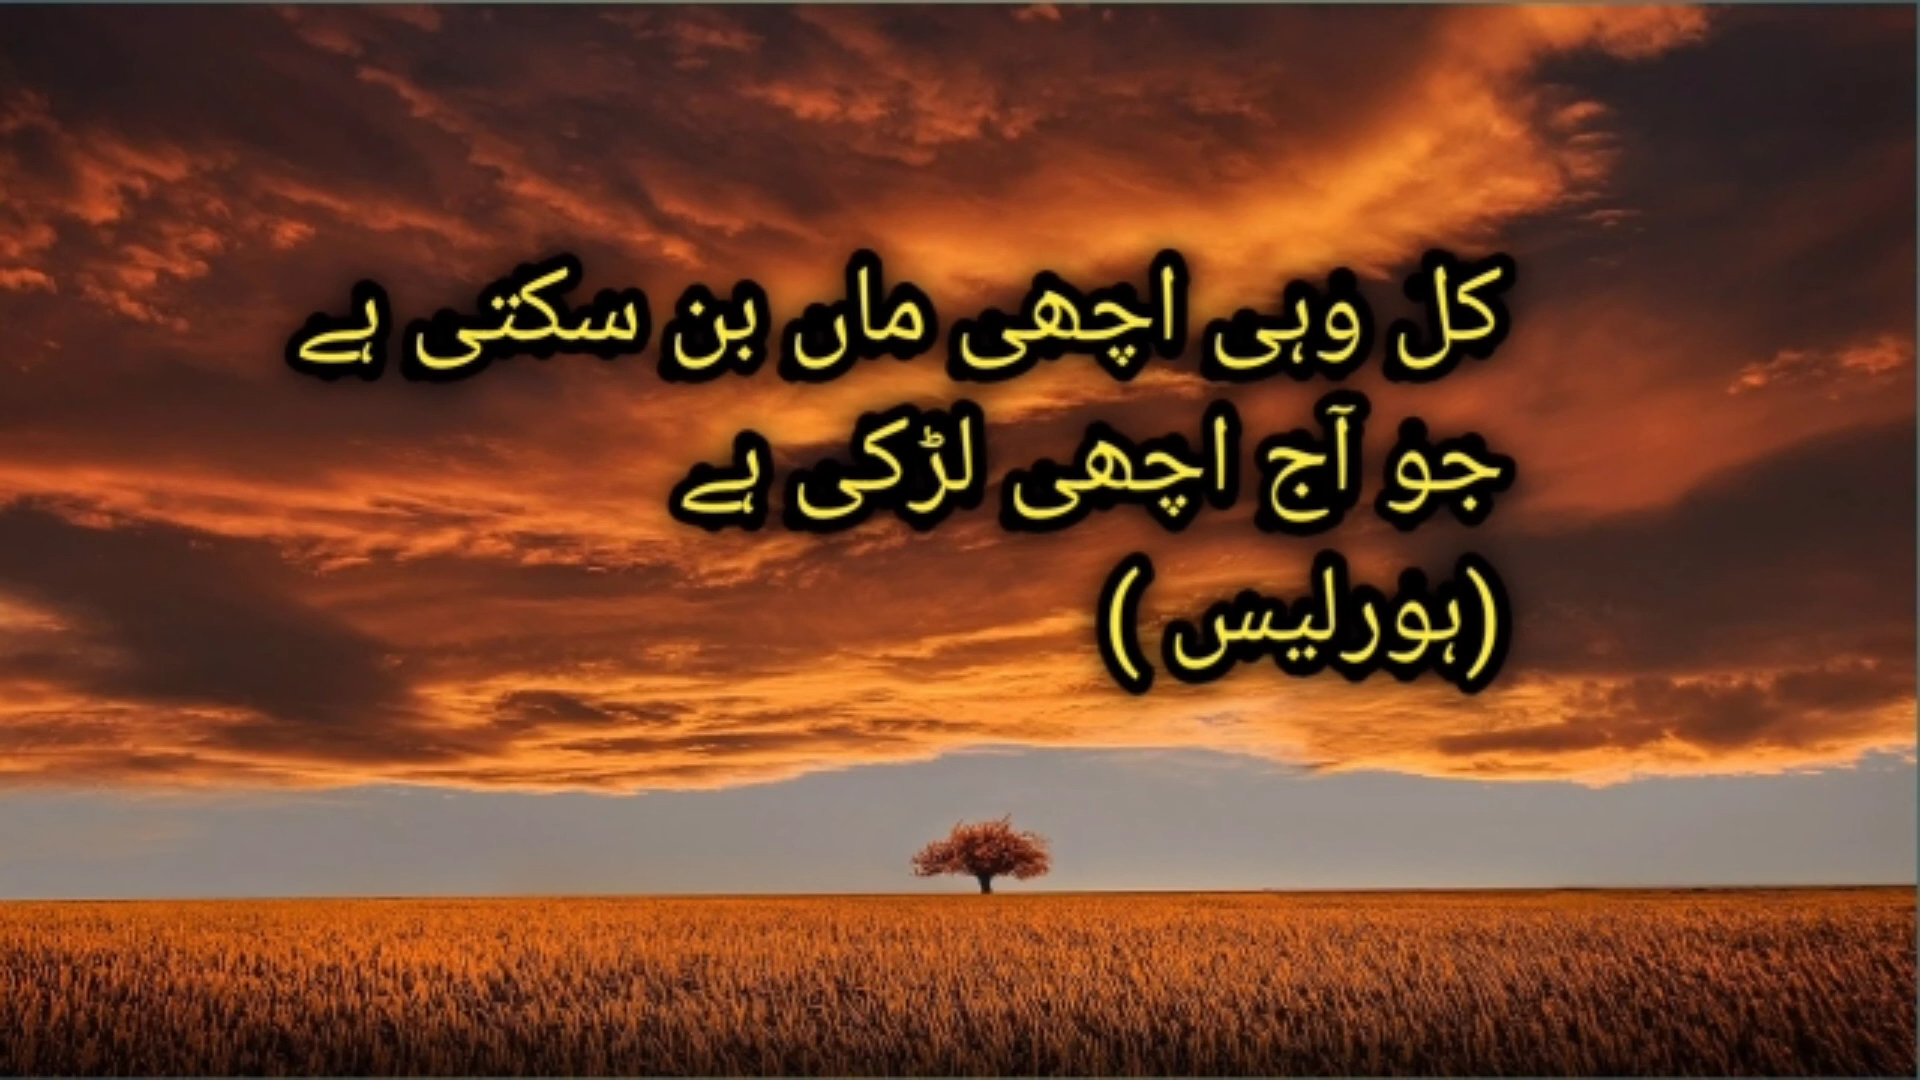 کل وہی اچھی ماں بن سکتی ہے
جو آج اچھی لڑکی ہے
(ہورلیس )